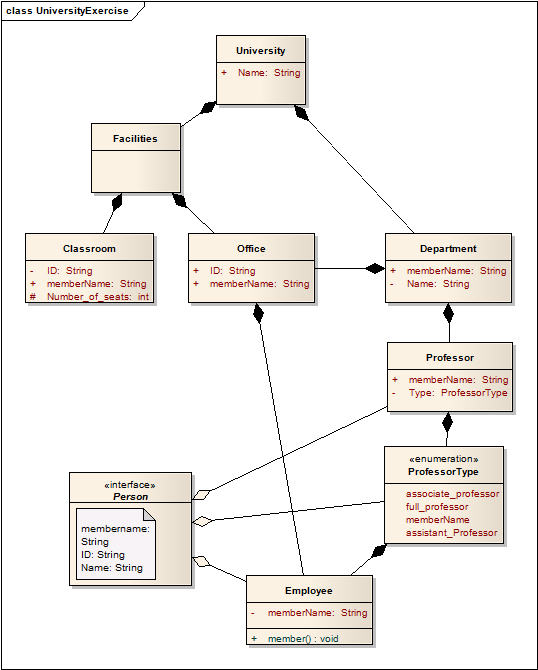 class UniversityExercise
University
+ Name: String
Facilities
Classroom
- ID: String
+ memberName: String
# Number_of_seats: int
Office
+ ID: String
+ memberName: String
Department
+ memberName: String
- Name: String
Professor
+ memberName: String
- Type: ProfessorType
«enumeration»
ProfessorType
associate_professor
full_professor
memberName
assistant_Professor
«interface»
Person
membername:
String
ID: String
Name: String
Employee
- memberName: String
+ member() : void